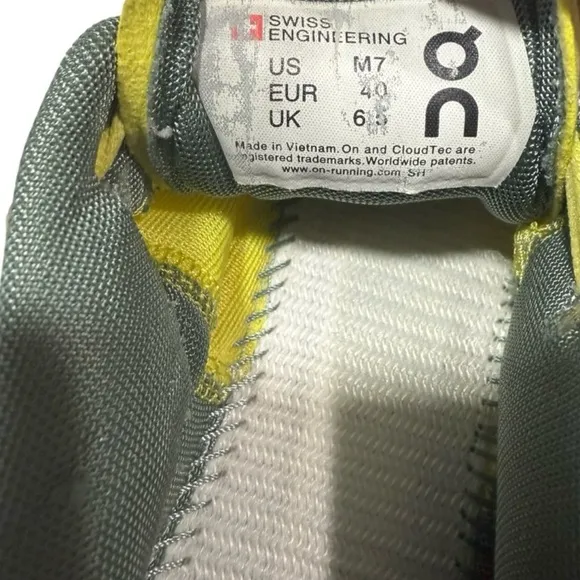 SWISS
ENGINEERING
US M7
EUR 40
UK 6.5
Made in Vietnam. On and CloudTec are
registered trademarks. Worldwide patents.
www.on-running.com SH
On